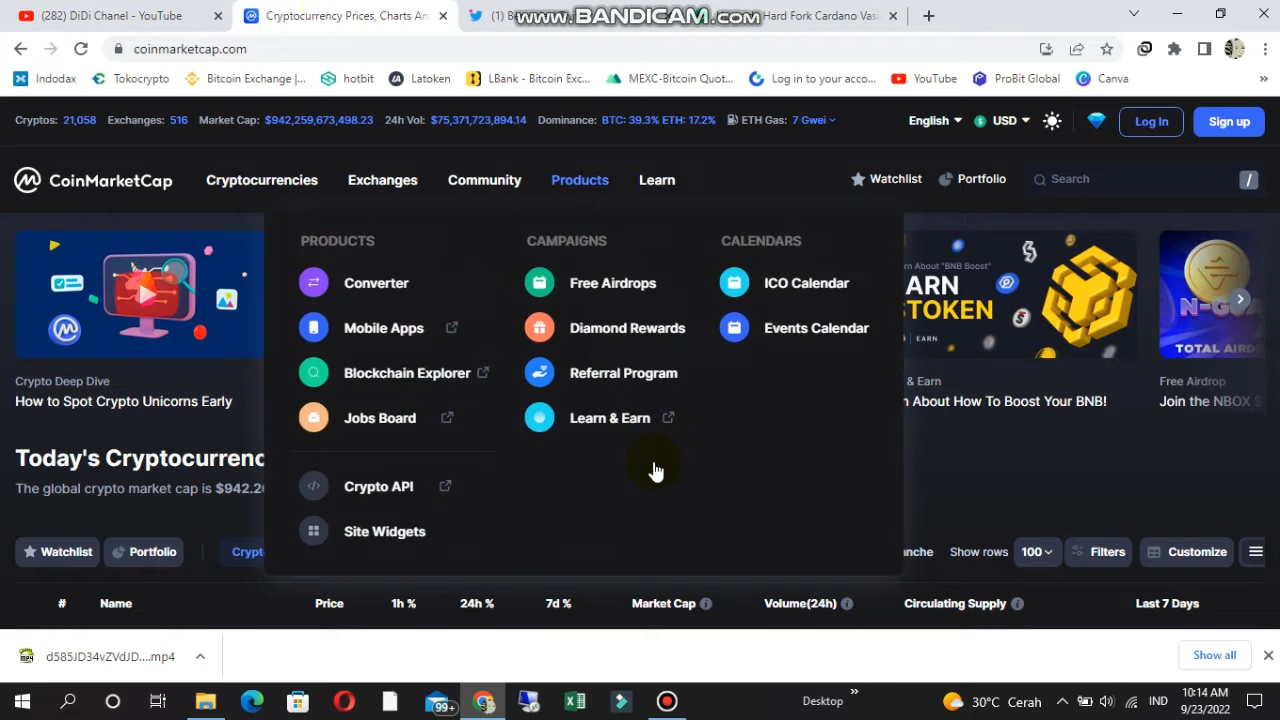 (282) DiDi Chanel - YouTube
Cryptocurrency Prices, Charts An
(1) B
www.BANDICAM.com
Hard Fork Cardano Vas
coinmarketcap.com
Indodax
Tokocrypto
Bitcoin Exchange |...
hotbit
Latoken
LBank - Bitcoin Exc...
MEXC-Bitcoin Quot...
Log in to your acco...
YouTube
ProBit Global
Canva
»
Cryptos: 21,058 Exchanges: 516 Market Cap: $942,259,673,498.23 24h Vol: $75,371,723,894.14 Dominance: BTC: 39.3% ETH: 17.2% ETH Gas: 7 Gwei
English USD Log In Sign up
CoinMarketCap Cryptocurrencies Exchanges Community Products Learn Watchlist Portfolio Search /
PRODUCTS
Converter
Mobile Apps
Blockchain Explorer
Jobs Board
Crypto API
Site Widgets
CAMPAIGNS
Free Airdrops
Diamond Rewards
Referral Program
Learn & Earn
CALENDARS
ICO Calendar
Events Calendar
Crypto Deep Dive
How to Spot Crypto Unicorns Early
n About "BNB Boost"
ARN
STOKEN
| EARN
& Earn
n About How To Boost Your BNB!
TOTAL AIRD
Free Airdrop
Join the NBOX $
Today's Cryptocurrenc
The global crypto market cap is $942.2
Watchlist Portfolio Crypt anche Show rows 100 Filters Customize
# Name Price 1h % 24h % 7d % Market Cap Volume(24h) Circulating Supply Last 7 Days
d585JD34vZVdJD....mp4
Show all
99+
Desktop
»
30°C Cerah
IND
10:14 AM
9/23/2022